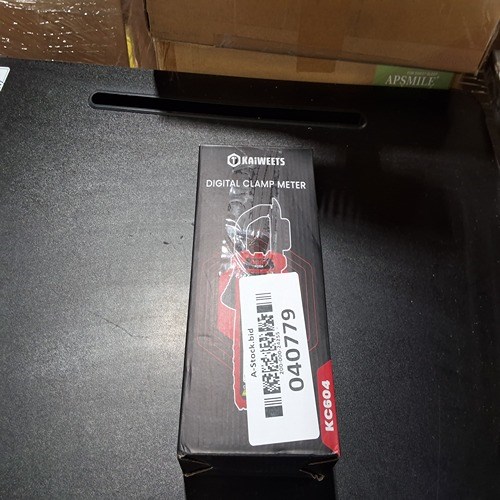 APSMILE
KAIWEETS
DIGITAL CLAMP METER
A-Stock.bid
040779
KC604